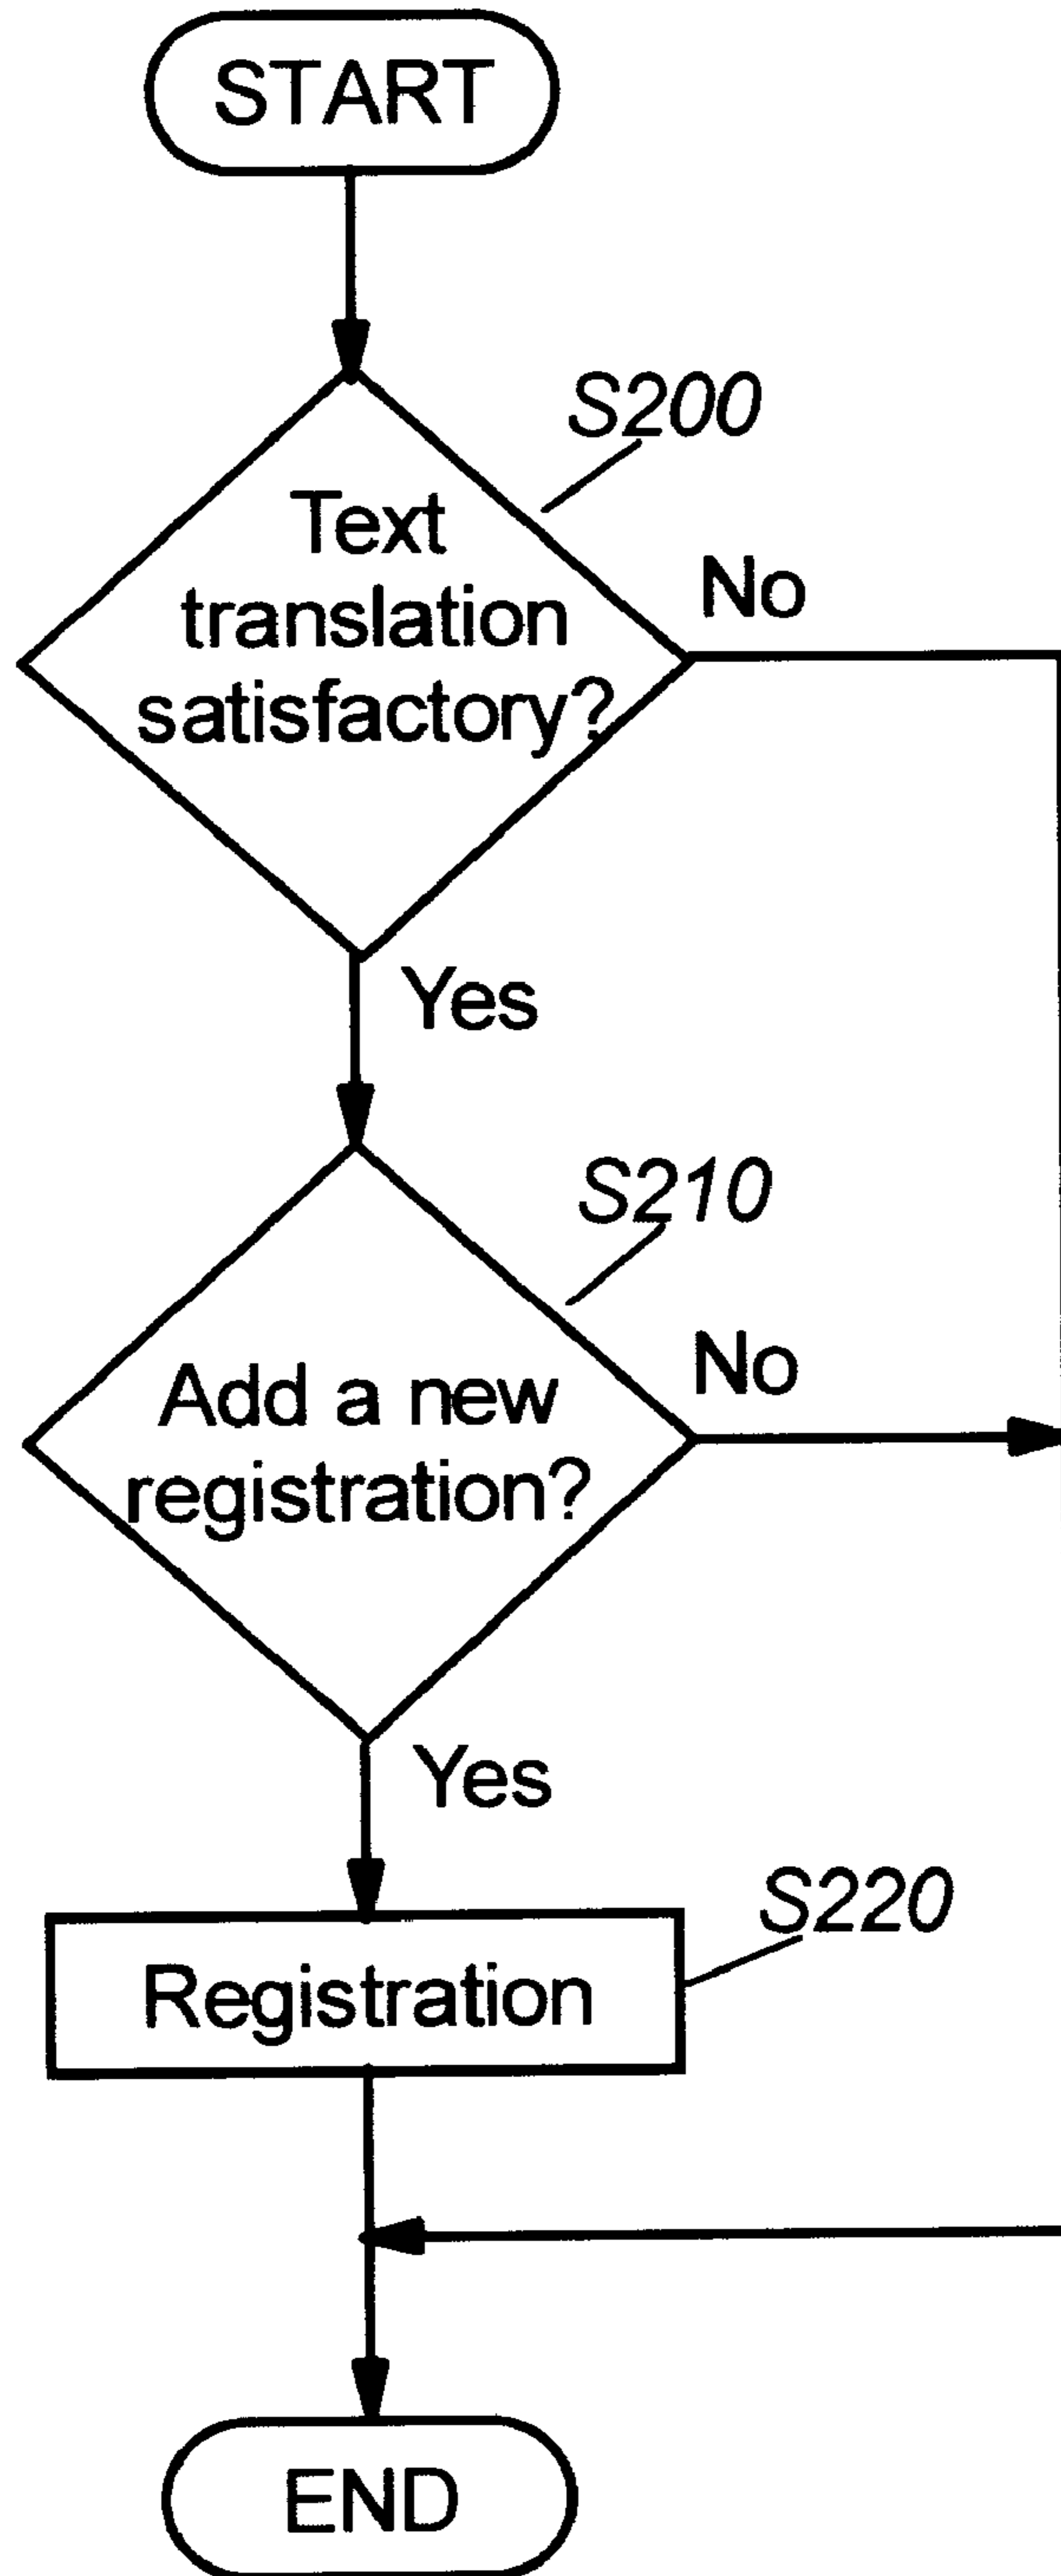 START
S200
Text
translation
satisfactory?
No
Yes
S210
Add a new
registration?
No
Yes
S220
Registration
END